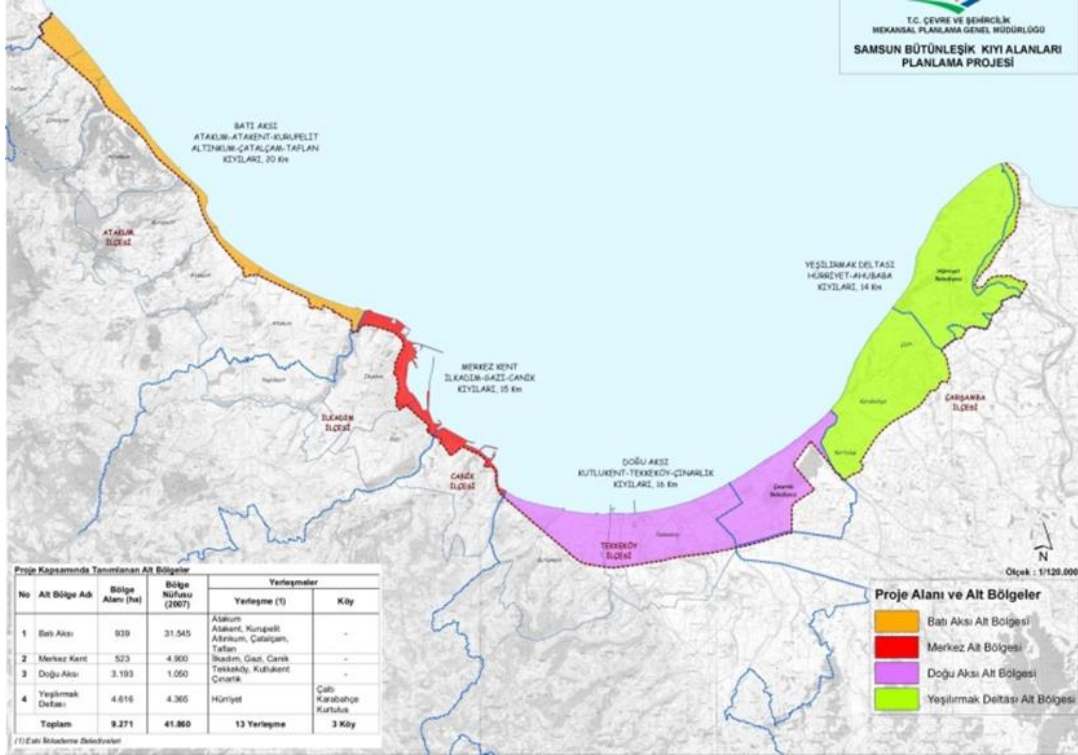 T.C. ÇEVRE VE ŞEHİRCİLİK
MEKANSAL PLANLAMA GENEL MÜDÜRLÜĞÜ
SAMSUN BÜTÜNLEŞİK KIYI ALANLARI
PLANLAMA PROJESİ
BATI AKSI
ATAKUM-ATAKENT-KURUPELİT
ALTINKUM-ÇATALÇAM-TAFLAN
KIYILARI, 20 Km
ATAKUM
İLÇESİ
YEŞİLIRMAK DELTASI
HÜRRİYET-AHUBABA
KIYILARI, 14 Km
Hürriyet
Belediyesi
MERKEZ KENT
İLKADIM-GAZİ-CANİK
KIYILARI, 15 Km
İLKADIM
İLÇESİ
ÇARŞAMBA
İLÇESİ
Karabahçe
CANİK
İLÇESİ
DOĞU AKSI
KUTLUKENT-TEKKEKÖY-ÇINARLIK
KIYILARI, 16 Km
Çınarlık
Belediyesi
TEKKEKÖY
İLÇESİ
Tekkeköy
N
Ölçek : 1/120.000
Proje Kapsamında Tanımlanan Alt Bölgeler
No Alt Bölge Adı Bölge Alanı (ha) Bölge Nüfusu (2007) Yerleşmeler
Yerleşme (1) Köy
1 Batı Aksı 939 31.545 Atakum
Atakent, Kurupelit
Altınkum, Çatalçam,
Taflan -
2 Merkez Kent 523 4.900 İlkadım, Gazi, Canik -
3 Doğu Aksı 3.193 1.050 Tekkeköy, Kutlukent
Çınarlık -
4 Yeşilırmak Deltası 4.616 4.365 Hürriyet Çaltı
Karabahçe
Kurtuluş
Toplam 9.271 41.860 13 Yerleşme 3 Köy
(1) Eski İlkkademe Belediyeleri
Proje Alanı ve Alt Bölgeler
Batı Aksı Alt Bölgesi
Merkez Alt Bölgesi
Doğu Aksı Alt Bölgesi
Yeşilırmak Deltası Alt Bölgesi